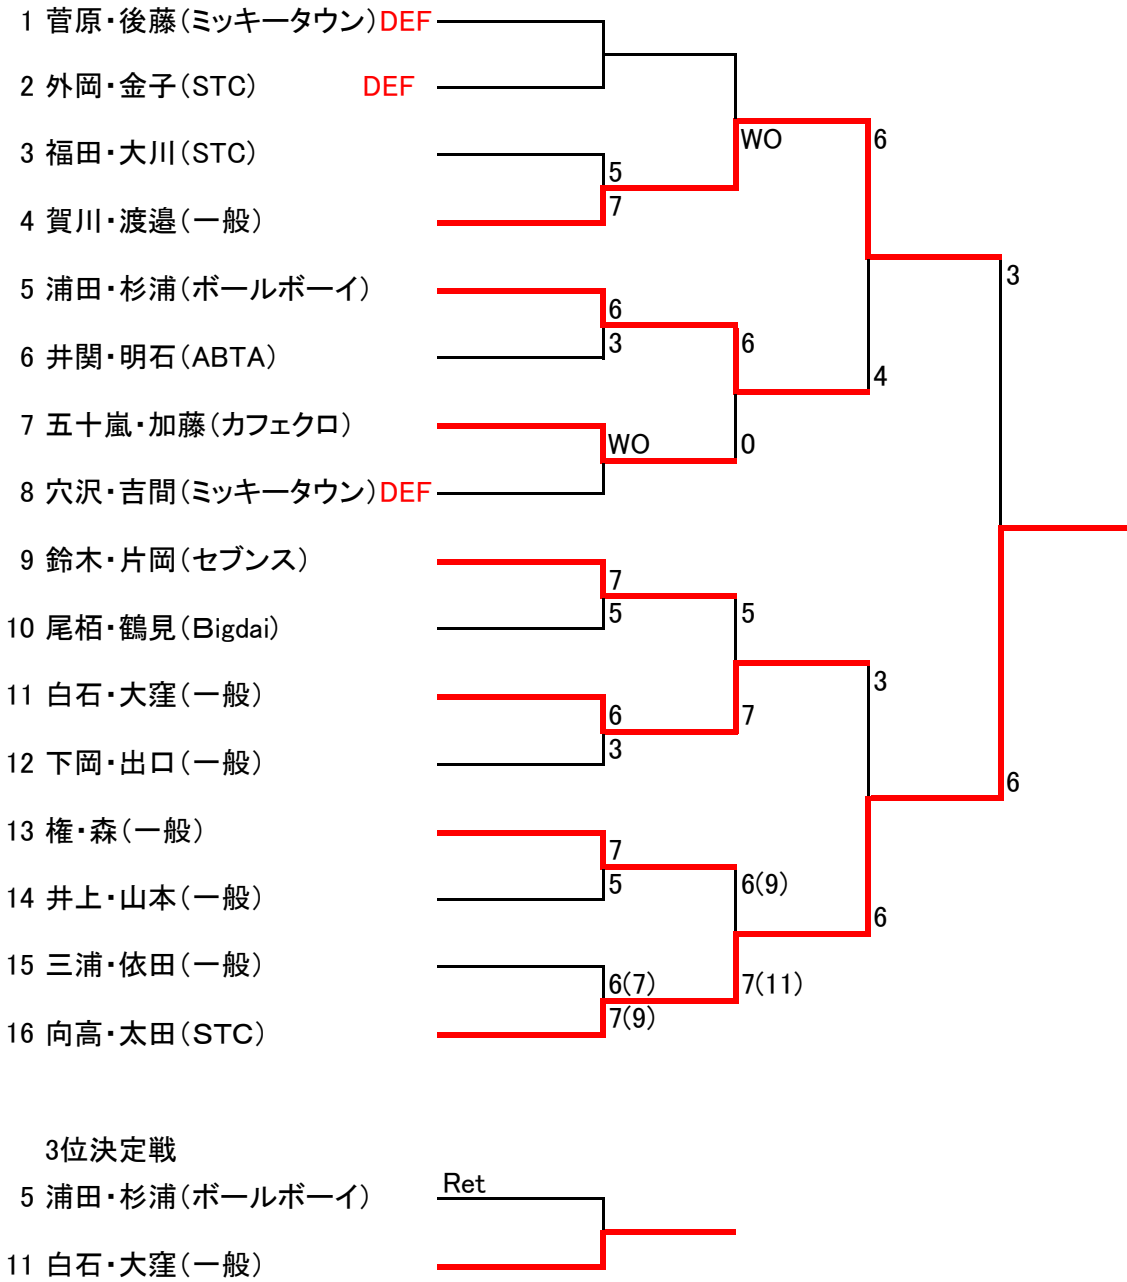 1 菅原・後藤(ミッキータウン)DEF
2 外岡・金子(STC) DEF
WO 6
3 福田・大川(STC)
5
7
4 賀川・渡邉(一般)
3
5 浦田・杉浦(ボールボーイ)
6
3 6
6 井関・明石(ABTA)
4
7 五十嵐・加藤(カフェクロ)
WO 0
8 穴沢・吉間(ミッキータウン)DEF
9 鈴木・片岡(セブンス)
7
5 5
10 尾栢・鶴見(Bigdai)
3
11 白石・大窪(一般)
6 7
3
12 下岡・出口(一般)
6
13 権・森(一般)
7
5 6(9)
14 井上・山本(一般)
6
15 三浦・依田(一般)
6(7) 7(11)
7(9)
16 向高・太田(STC)
3位決定戦
5 浦田・杉浦(ボールボーイ) Ret
11 白石・大窪(一般)